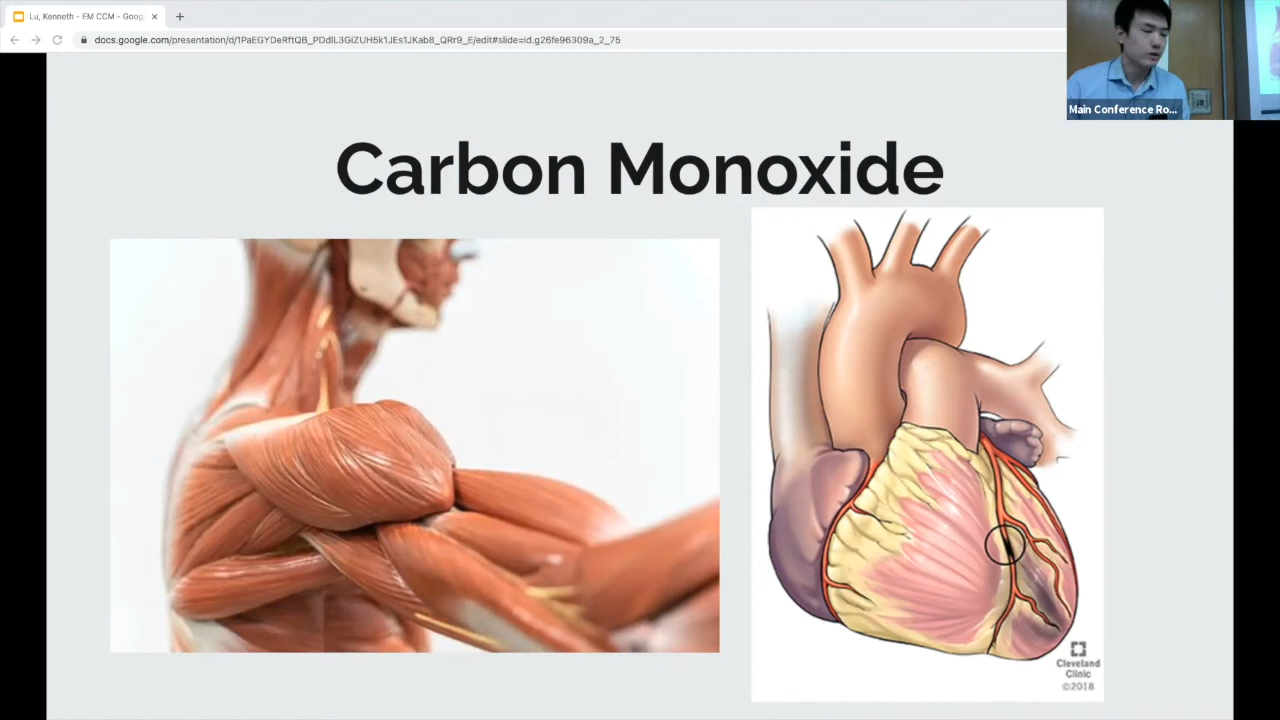 Lu, Kenneth - EM CCM - Goog
docs.google.com/presentation/d/1PaEGYDeRftQB_PDdlL3GiZUH5k1JEs1JKab8_QRr9_E/edit#slide=id.g26fe96309a_2_75
Main Conference Ro...
Carbon Monoxide
Cleveland
Clinic
©2018